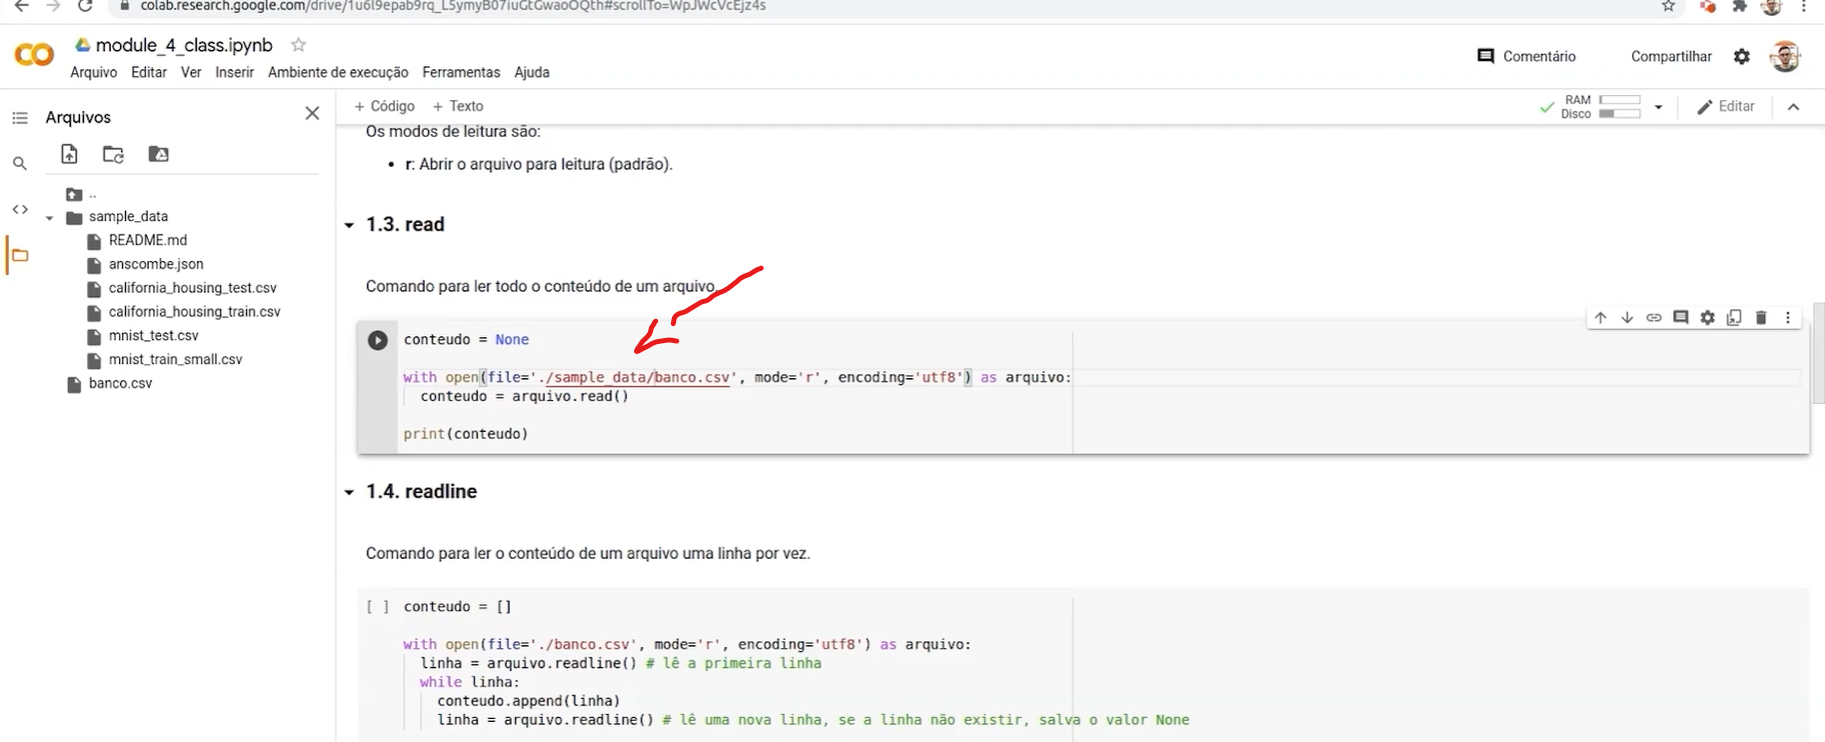 colab.research.google.com/drive/1u6l9epab9rq_L5ymyB07iuGtGwaoOQth#scrollTo=WpJWcVcEjz4s
module_4_class.ipynb
Arquivo Editar Ver Inserir Ambiente de execução Ferramentas Ajuda
Comentário
Compartilhar
Arquivos
..
sample_data
README.md
anscombe.json
california_housing_test.csv
california_housing_train.csv
mnist_test.csv
mnist_train_small.csv
banco.csv
+ Código + Texto
RAM
Disco
Editar
Os modos de leitura são:
• r: Abrir o arquivo para leitura (padrão).
1.3. read
Comando para ler todo o conteúdo de um arquivo.
conteudo = None
with open(file='./sample_data/banco.csv', mode='r', encoding='utf8') as arquivo:
conteudo = arquivo.read()
print(conteudo)
1.4. readline
Comando para ler o conteúdo de um arquivo uma linha por vez.
[ ] conteudo = []
with open(file='./banco.csv', mode='r', encoding='utf8') as arquivo:
linha = arquivo.readline() # lê a primeira linha
while linha:
conteudo.append(linha)
linha = arquivo.readline() # lê uma nova linha, se a linha não existir, salva o valor None